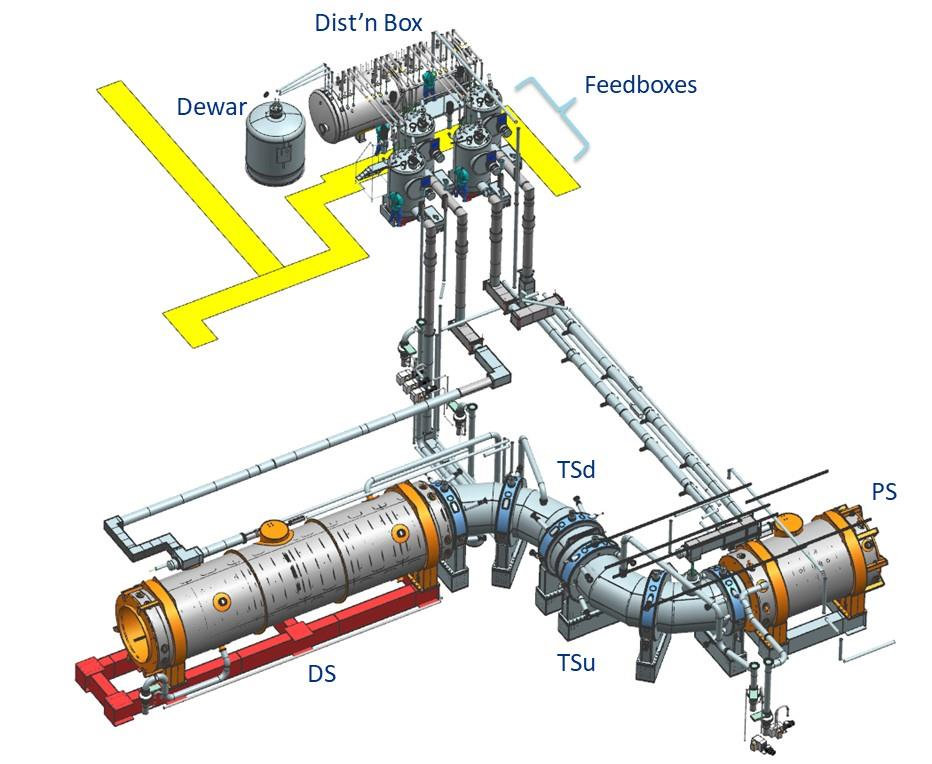 Dist’n Box
Feedboxes
Dewar
TSd
PS
TSu
DS